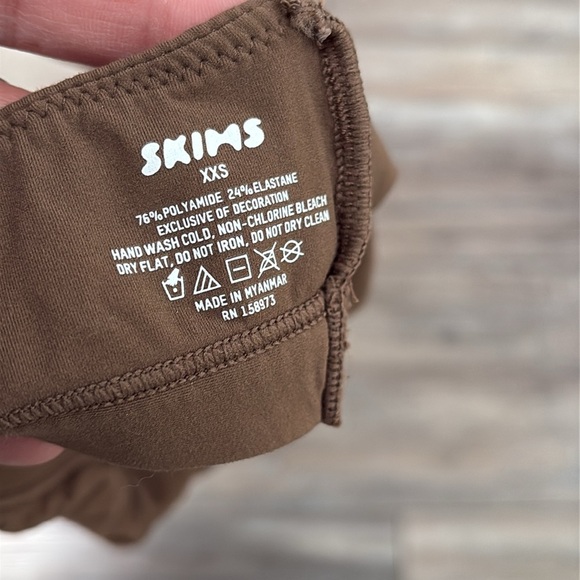 SKIMS
XXS
76% POLYAMIDE 24% ELASTANE
EXCLUSIVE OF DECORATION
HAND WASH COLD, NON-CHLORINE BLEACH
DRY FLAT, DO NOT IRON, DO NOT DRY CLEAN
MADE IN MYANMAR
RN 158973